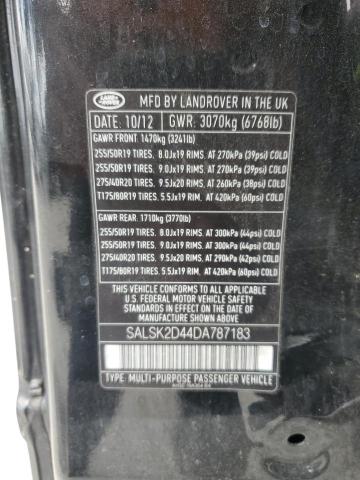 LAND ROVER
MFD BY LANDROVER IN THE UK
DATE: 10/12 GWR: 3070kg (6768lb)
GAWR FRONT: 1470kg (3241lb)
255/50R19 TIRES, 8.0Jx19 RIMS, AT 270kPa (39psi) COLD
255/50R19 TIRES, 9.0Jx19 RIMS, AT 270kPa (39psi) COLD
275/40R20 TIRES, 9.5Jx20 RIMS, AT 260kPa (38psi) COLD
T175/80R19 TIRES, 5.5Jx19 RIM, AT 420kPa (60psi) COLD
GAWR REAR: 1710kg (3770lb)
255/50R19 TIRES, 8.0Jx19 RIMS, AT 300kPa (44psi) COLD
255/50R19 TIRES, 9.0Jx19 RIMS, AT 300kPa (44psi) COLD
275/40R20 TIRES, 9.5Jx20 RIMS, AT 290kPa (42psi) COLD
T175/80R19 TIRES, 5.5Jx19 RIM, AT 420kPa (60psi) COLD
THIS VEHICLE CONFORMS TO ALL APPLICABLE
U.S. FEDERAL MOTOR VEHICLE SAFETY
STANDARDS IN EFFECT ON THE DATE OF
MANUFACTURE SHOWN ABOVE.
SALSK2D44DA787183
TYPE: MULTI-PURPOSE PASSENGER VEHICLE